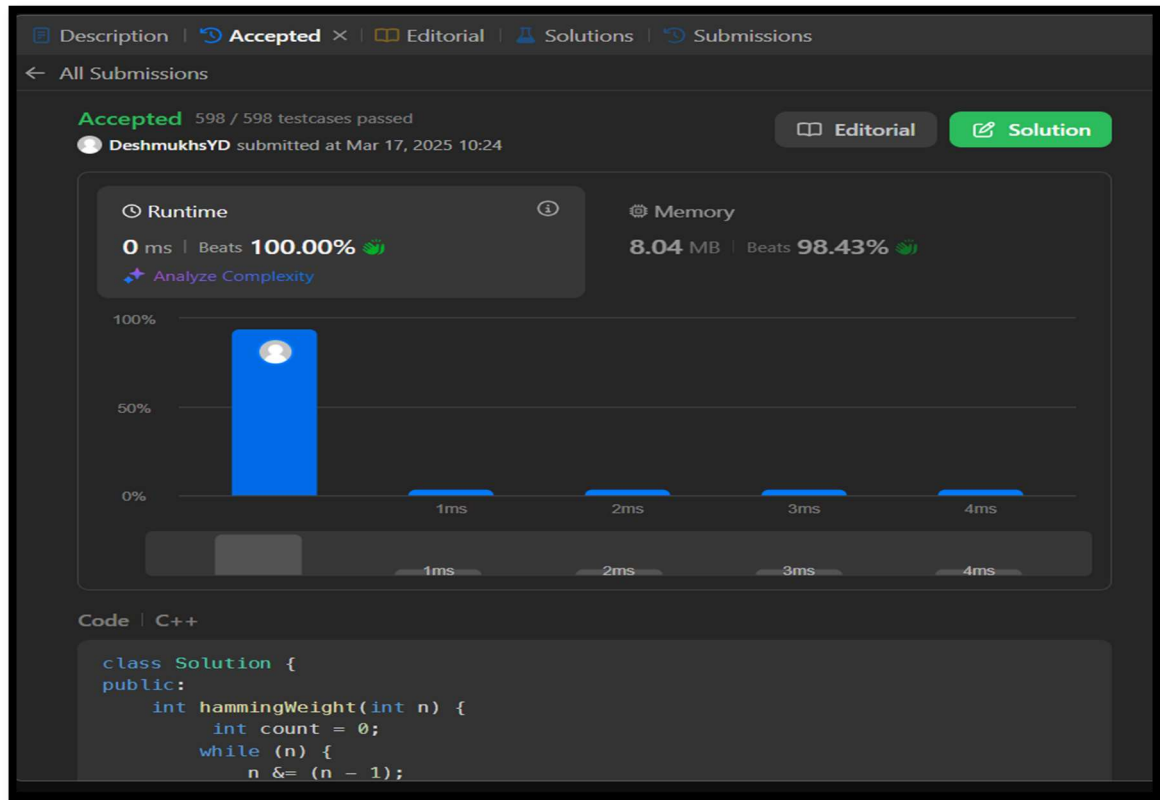 Description | Accepted × | Editorial | Solutions | Submissions
← All Submissions
Accepted 598 / 598 testcases passed
DeshmukhsYD submitted at Mar 17, 2025 10:24
Editorial
Solution
Runtime
0 ms | Beats 100.00%
Analyze Complexity
Memory
8.04 MB | Beats 98.43%
100%
50%
0%
1ms 2ms 3ms 4ms
1ms 2ms 3ms 4ms
Code | C++
class Solution {
public:
    int hammingWeight(int n) {
         int count = 0;
        while (n) {
            n &= (n - 1);